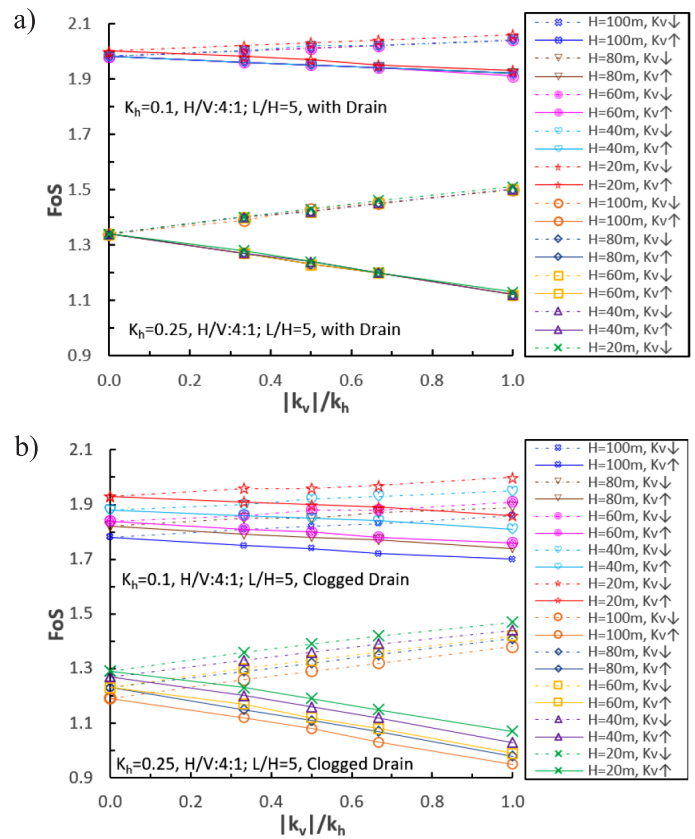 a)
2.1
1.9
1.7
1.5
1.3
1.1
0.9
FoS
K_h=0.1, H/V:4:1; L/H=5, with Drain
K_h=0.25, H/V:4:1; L/H=5, with Drain
0.0 0.2 0.4 0.6 0.8 1.0
|k_v|/k_h
H=100m, Kv↓
H=100m, Kv↑
H=80m, Kv↓
H=80m, Kv↑
H=60m, Kv↓
H=60m, Kv↑
H=40m, Kv↓
H=40m, Kv↑
H=20m, Kv↓
H=20m, Kv↑
H=100m, Kv↓
H=100m, Kv↑
H=80m, Kv↓
H=80m, Kv↑
H=60m, Kv↓
H=60m, Kv↑
H=40m, Kv↓
H=40m, Kv↑
H=20m, Kv↓
b)
2.1
1.9
1.7
1.5
1.3
1.1
0.9
FoS
K_h=0.1, H/V:4:1; L/H=5, Clogged Drain
K_h=0.25, H/V:4:1; L/H=5, Clogged Drain
0.0 0.2 0.4 0.6 0.8 1.0
|k_v|/k_h
H=100m, Kv↓
H=100m, Kv↑
H=80m, Kv↓
H=80m, Kv↑
H=60m, Kv↓
H=60m, Kv↑
H=40m, Kv↓
H=40m, Kv↑
H=20m, Kv↓
H=20m, Kv↑
H=100m, Kv↓
H=100m, Kv↑
H=80m, Kv↓
H=80m, Kv↑
H=60m, Kv↓
H=60m, Kv↑
H=40m, Kv↓
H=40m, Kv↑
H=20m, Kv↓
H=20m, Kv↑